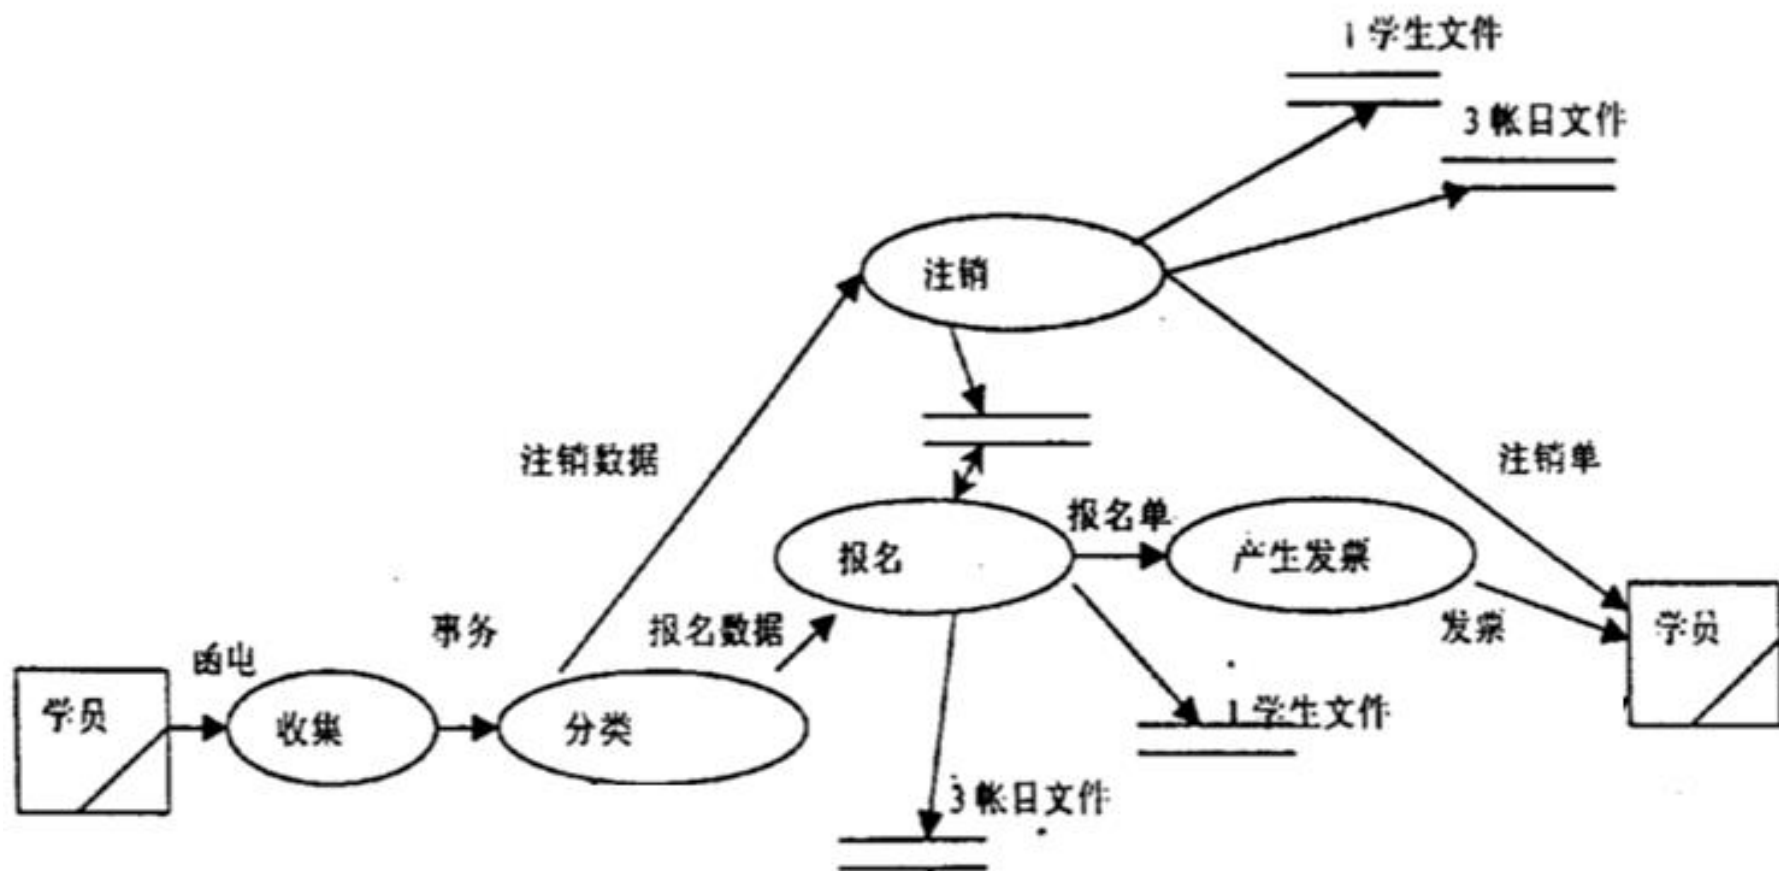 1 学生文件
3 帐目文件
注销
注销数据
注销单
报名单
报名
产生发票
事务
报名数据
发票
学员
函电
学员
收集
分类
1 学生文件
3 帐目文件